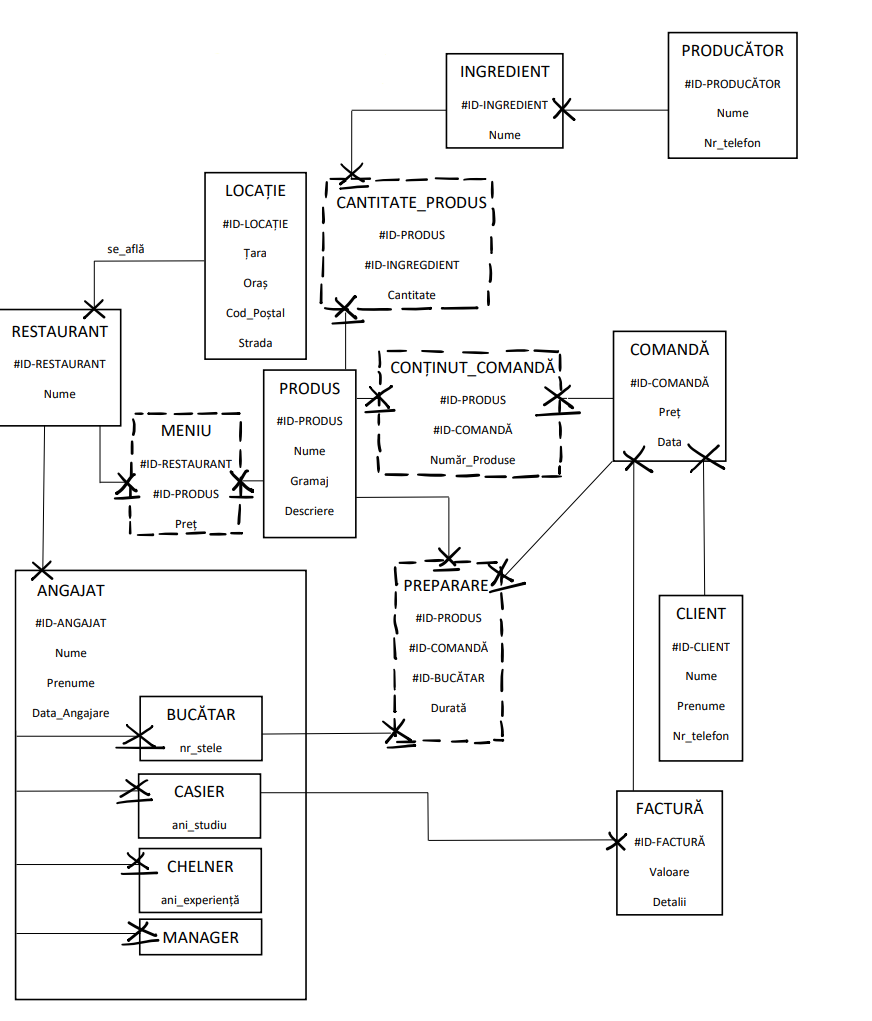 PRODUCĂTOR
#ID-PRODUCĂTOR
Nume
Nr_telefon
INGREDIENT
#ID-INGREDIENT
Nume
LOCAȚIE
#ID-LOCAȚIE
Țara
Oraș
Cod_Poștal
Strada
CANTITATE_PRODUS
#ID-PRODUS
#ID-INGREGDIENT
Cantitate
se_află
RESTAURANT
#ID-RESTAURANT
Nume
MENIU
#ID-RESTAURANT
#ID-PRODUS
Preț
PRODUS
#ID-PRODUS
Nume
Gramaj
Descriere
CONȚINUT_COMANDĂ
#ID-PRODUS
#ID-COMANDĂ
Număr_Produse
COMANDĂ
#ID-COMANDĂ
Preț
Data
ANGAJAT
#ID-ANGAJAT
Nume
Prenume
Data_Angajare
BUCĂTAR
nr_stele
CASIER
ani_studiu
CHELNER
ani_experiență
MANAGER
PREPARARE
#ID-PRODUS
#ID-COMANDĂ
#ID-BUCĂTAR
Durată
CLIENT
#ID-CLIENT
Nume
Prenume
Nr_telefon
FACTURĂ
#ID-FACTURĂ
Valoare
Detalii